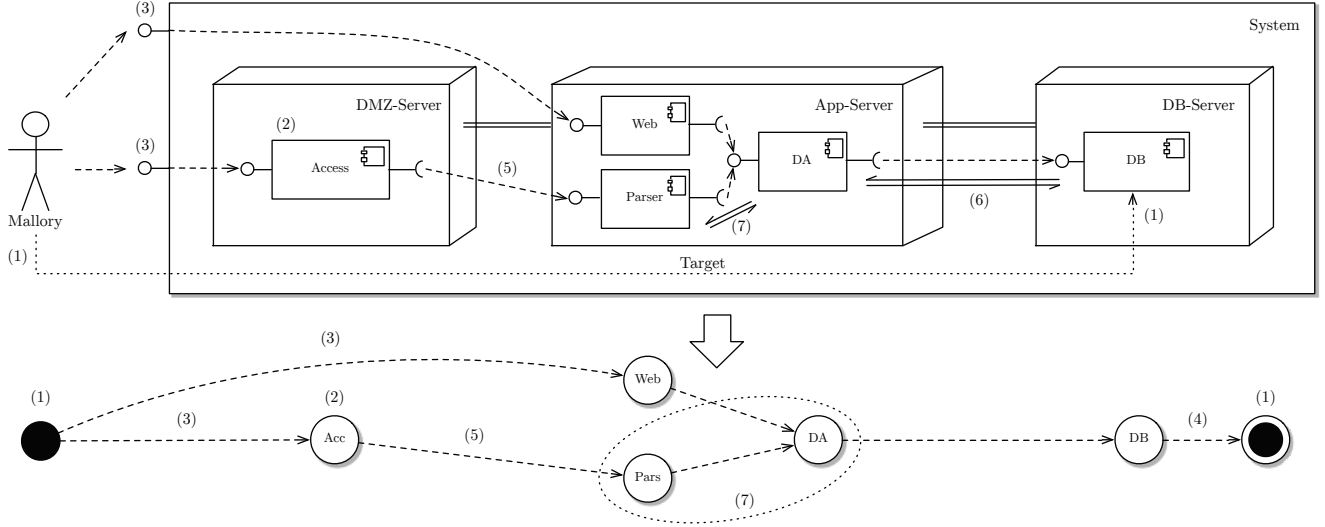 (3)
System
DMZ-Server
App-Server
DB-Server
(2)
Web
(3)
Access
(5)
DA
DB
Parser
(6)
(1)
Mallory
(7)
(1)
Target
(3)
Web
(1)
(2)
(1)
(3)
(5)
(4)
Acc
DA
DB
Pars
(7)